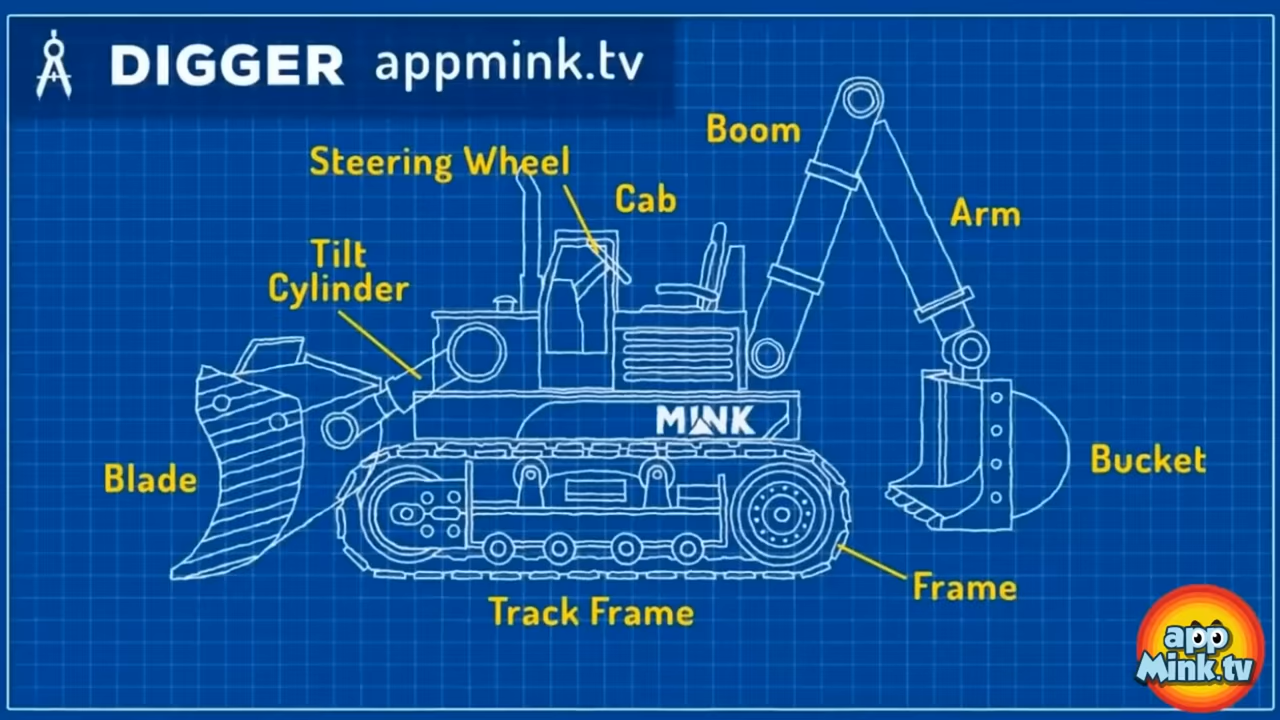 DIGGER appmink.tv
Boom
Steering Wheel
Cab
Arm
Tilt
Cylinder
MINK
Blade
Bucket
Frame
Track Frame
app
Mink.tv